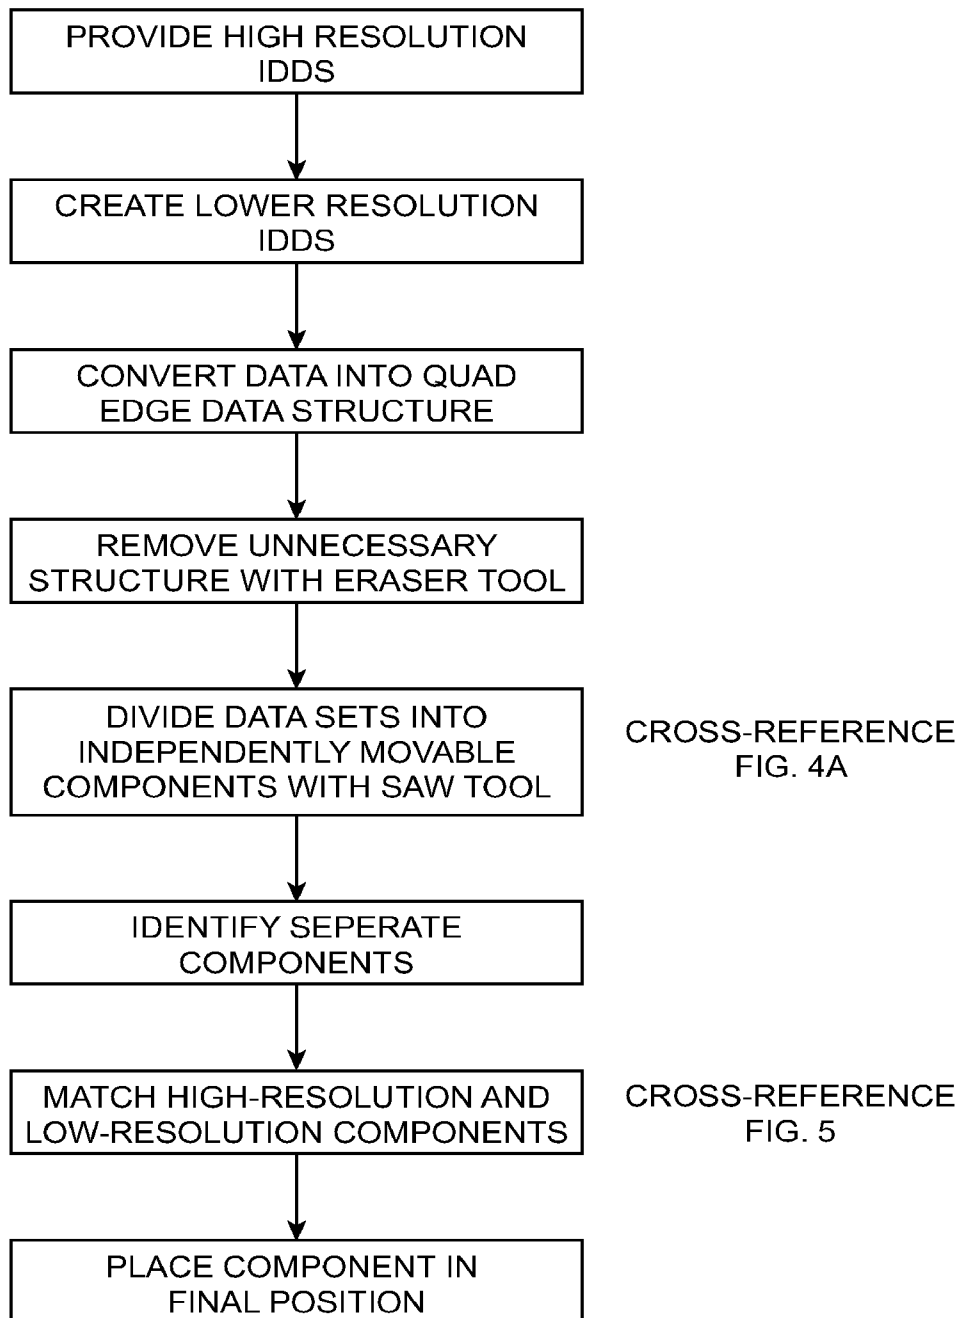 PROVIDE HIGH RESOLUTION
IDDS
CREATE LOWER RESOLUTION
IDDS
CONVERT DATA INTO QUAD
EDGE DATA STRUCTURE
REMOVE UNNECESSARY
STRUCTURE WITH ERASER TOOL
DIVIDE DATA SETS INTO
INDEPENDENTLY MOVABLE
COMPONENTS WITH SAW TOOL
CROSS-REFERENCE
FIG. 4A
IDENTIFY SEPERATE
COMPONENTS
MATCH HIGH-RESOLUTION AND
LOW-RESOLUTION COMPONENTS
CROSS-REFERENCE
FIG. 5
PLACE COMPONENT IN
FINAL POSITION